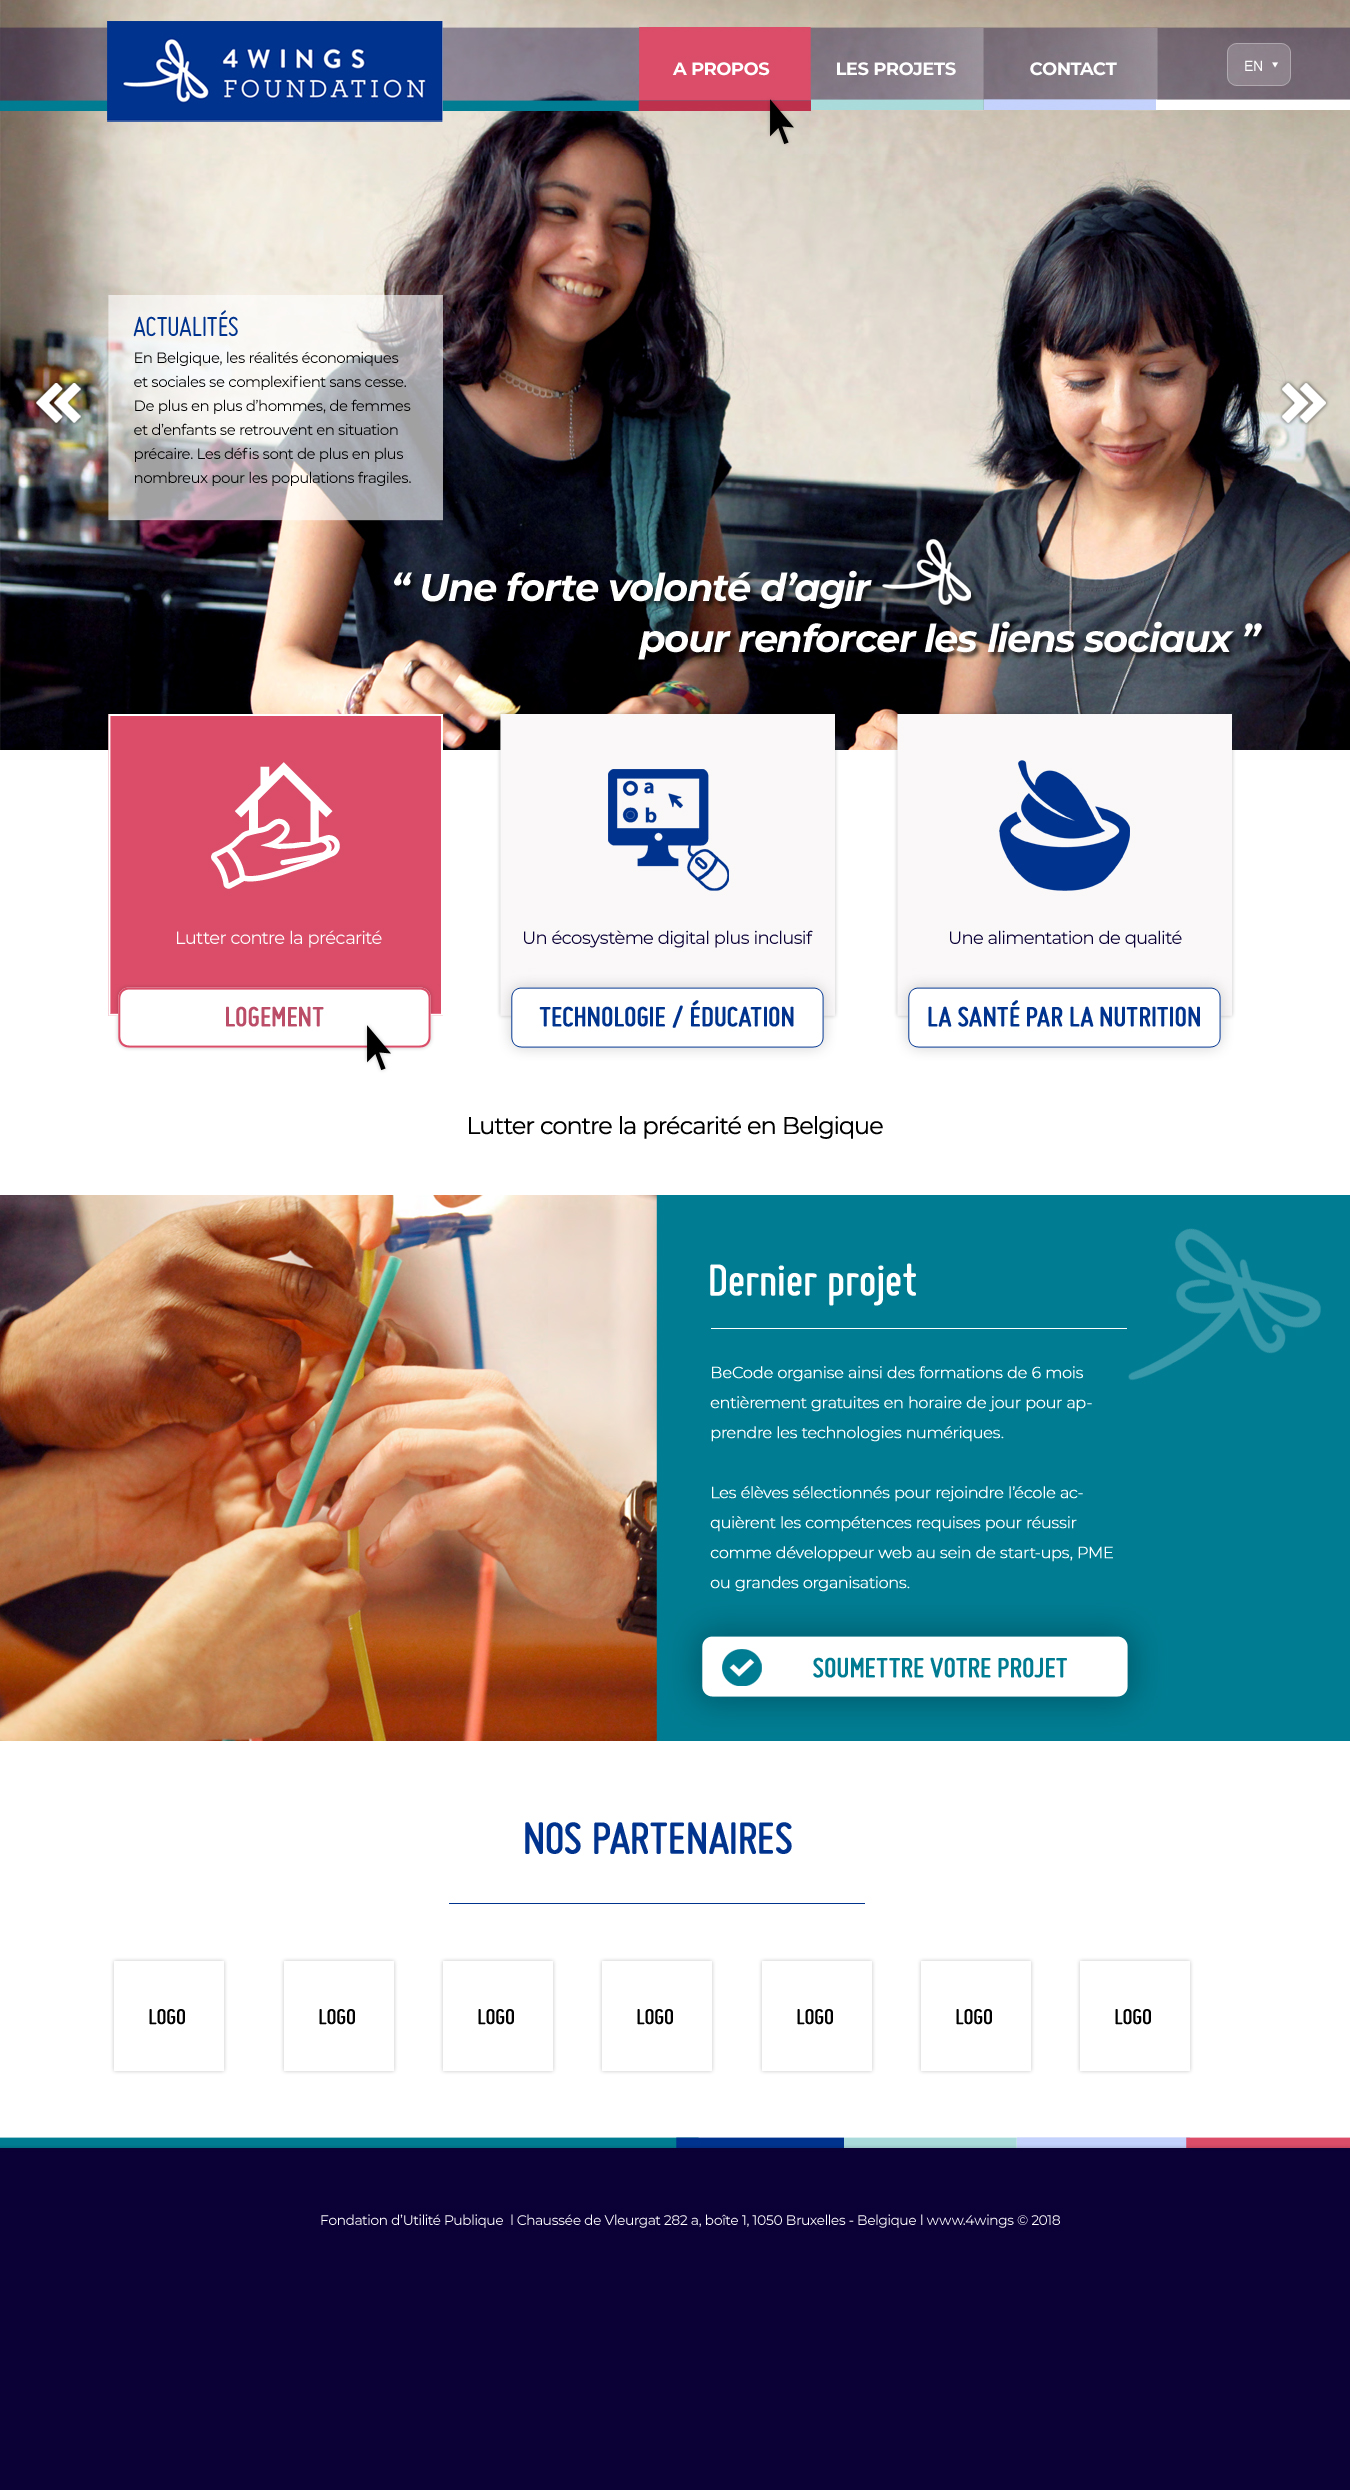 4WINGS
FOUNDATION
A PROPOS
LES PROJETS
CONTACT
EN
ACTUALITÉS
En Belgique, les réalités économiques
et sociales se complexifient sans cesse.
De plus en plus d’hommes, de femmes
et d’enfants se retrouvent en situation
précaire. Les défis sont de plus en plus
nombreux pour les populations fragiles.
“ Une forte volonté d’agir
pour renforcer les liens sociaux ”
a
b
Lutter contre la précarité
Un écosystème digital plus inclusif
Une alimentation de qualité
LOGEMENT
TECHNOLOGIE / ÉDUCATION
LA SANTÉ PAR LA NUTRITION
Lutter contre la précarité en Belgique
Dernier projet
BeCode organise ainsi des formations de 6 mois
entièrement gratuites en horaire de jour pour ap-
prendre les technologies numériques.
Les élèves sélectionnés pour rejoindre l’école ac-
quièrent les compétences requises pour réussir
comme développeur web au sein de start-ups, PME
ou grandes organisations.
SOUMETTRE VOTRE PROJET
NOS PARTENAIRES
LOGO
LOGO
LOGO
LOGO
LOGO
LOGO
LOGO
Fondation d’Utilité Publique l Chaussée de Vleurgat 282 a, boîte 1, 1050 Bruxelles - Belgique l www.4wings © 2018